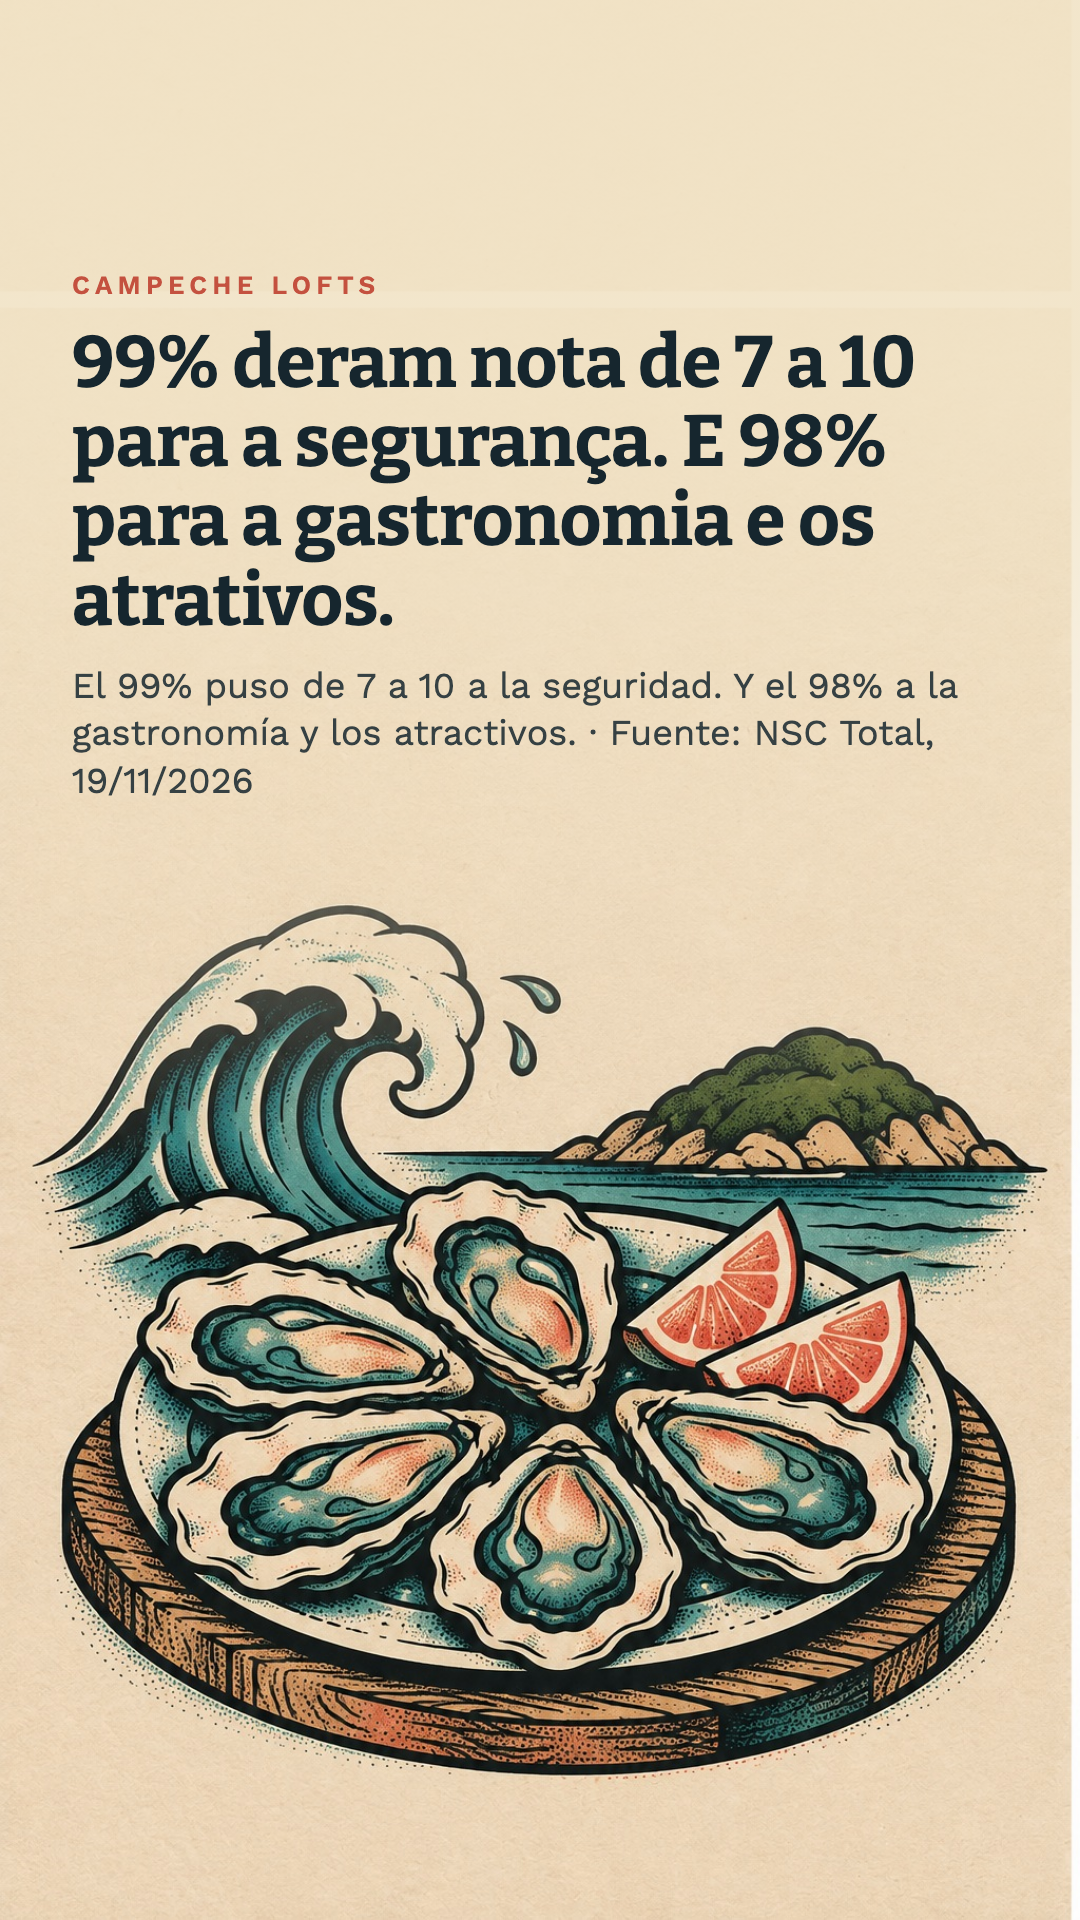 CAMPECHE LOFTS
99% deram nota de 7 a 10
para a segurança. E 98%
para a gastronomia e os
atrativos.
El 99% puso de 7 a 10 a la seguridad. Y el 98% a la
gastronomía y los atractivos. · Fuente: NSC Total,
19/11/2026